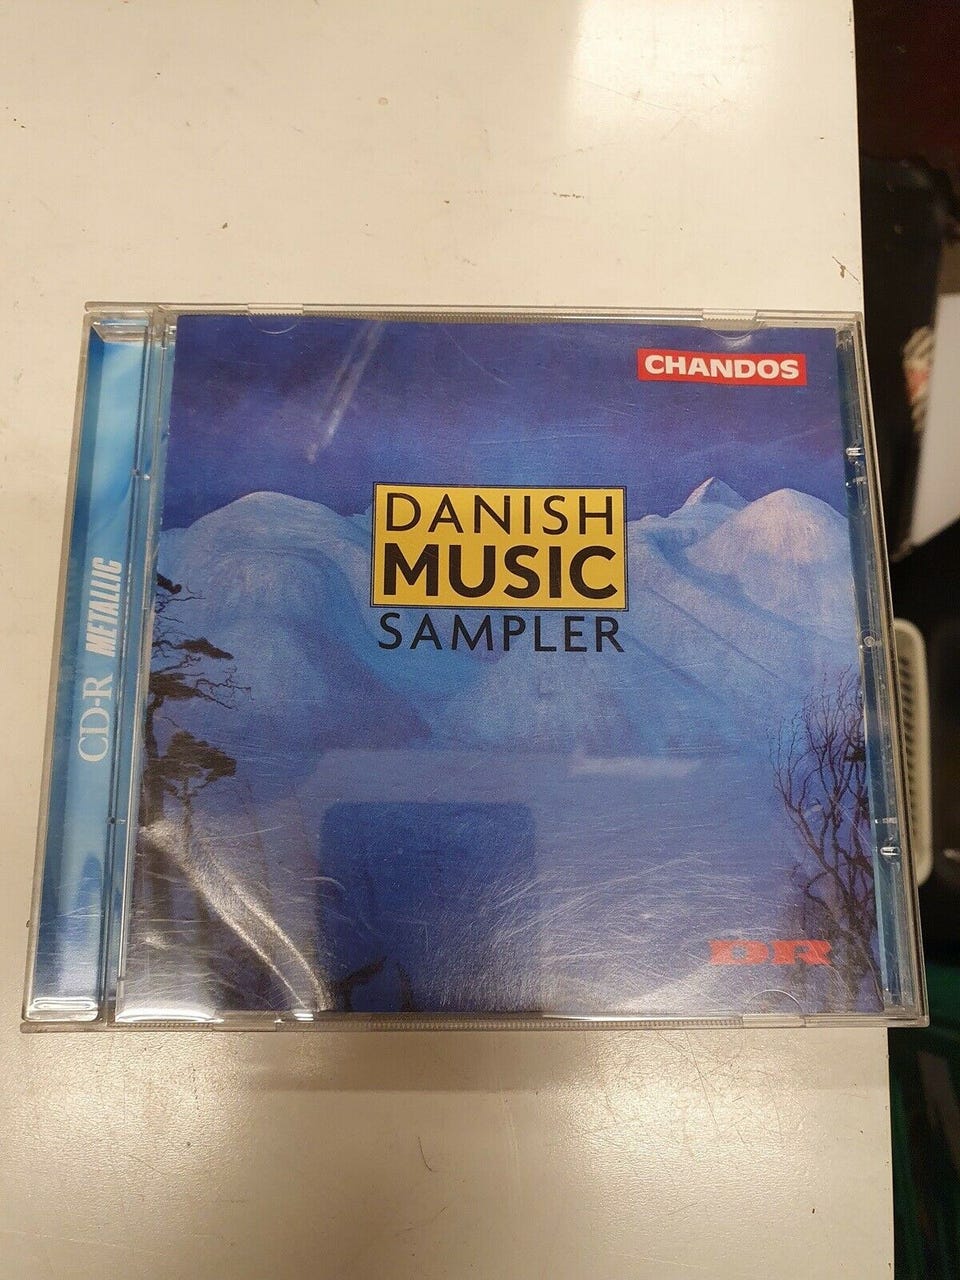 CHANDOS
DANISH
MUSIC
SAMPLER
CD-R METALLIC
DR